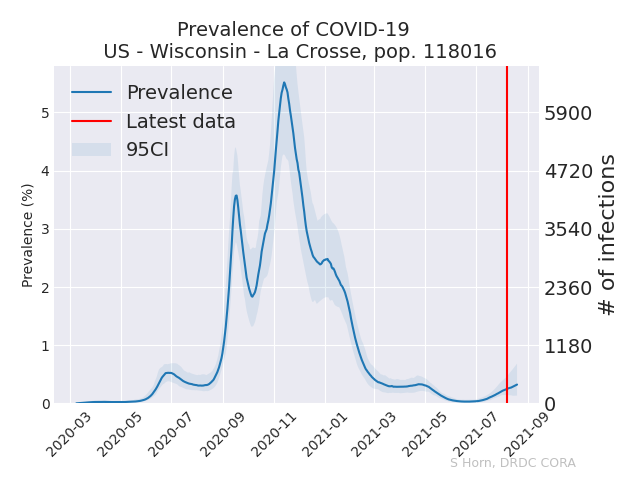 Prevalence of COVID-19
US - Wisconsin - La Crosse, pop. 118016
Prevalence
Latest data
95CI
Prevalence (%)
5
4
3
2
1
0
5900
4720
3540
2360
1180
0
# of infections
2020-03
2020-05
2020-07
2020-09
2020-11
2021-01
2021-03
2021-05
2021-07
2021-09
S Horn, DRDC CORA